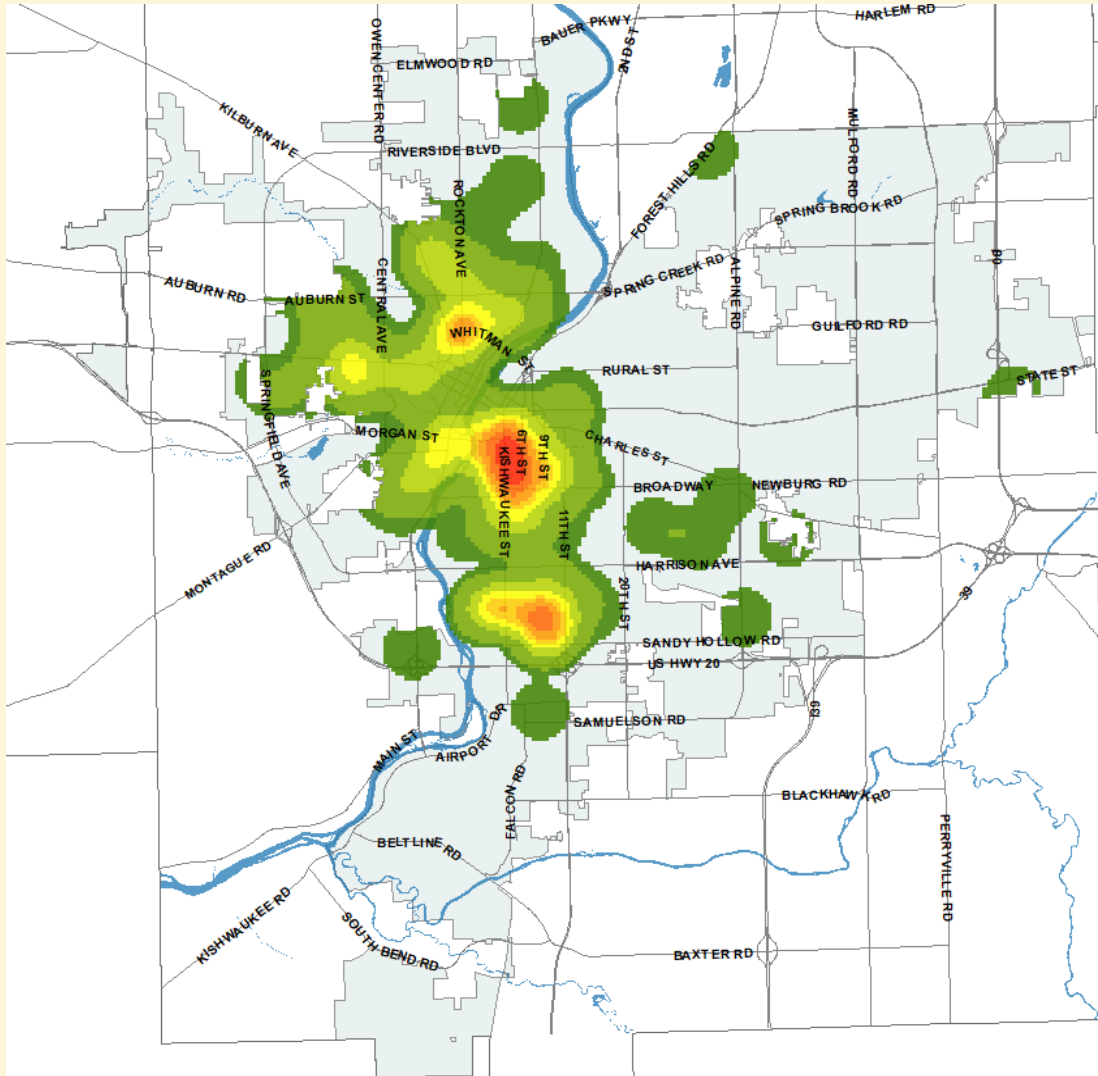 HARLEM RD
BAUER PKWY
2ND ST
OWEN CENTER RD
ELMWOOD RD
KILBURN AVE
MULFORD RD
RIVERSIDE BLVD
FOREST HILLS RD
ROCKTON AVE
SPRING BROOK RD
CENTRAL AVE
SPRING CREEK RD
ALPINE RD
90
AUBURN RD
AUBURN ST
GUILFORD RD
WHITMAN ST
RURAL ST
STATE ST
SPRINGFIELD AVE
MORGAN ST
6TH ST
9TH ST
CHARLES ST
KISHWAUKEE ST
BROADWAY
NEWBURG RD
11TH ST
MONTAGUE RD
HARRISON AVE
20TH ST
39
SANDY HOLLOW RD
US HWY 20
I39
SAMUELSON RD
MAIN ST
AIRPORT DR
FALCON RD
BLACKHAWK RD
BELTLINE RD
PERRYVILLE RD
KISHWAUKEE RD
SOUTH BEND RD
BAXTER RD